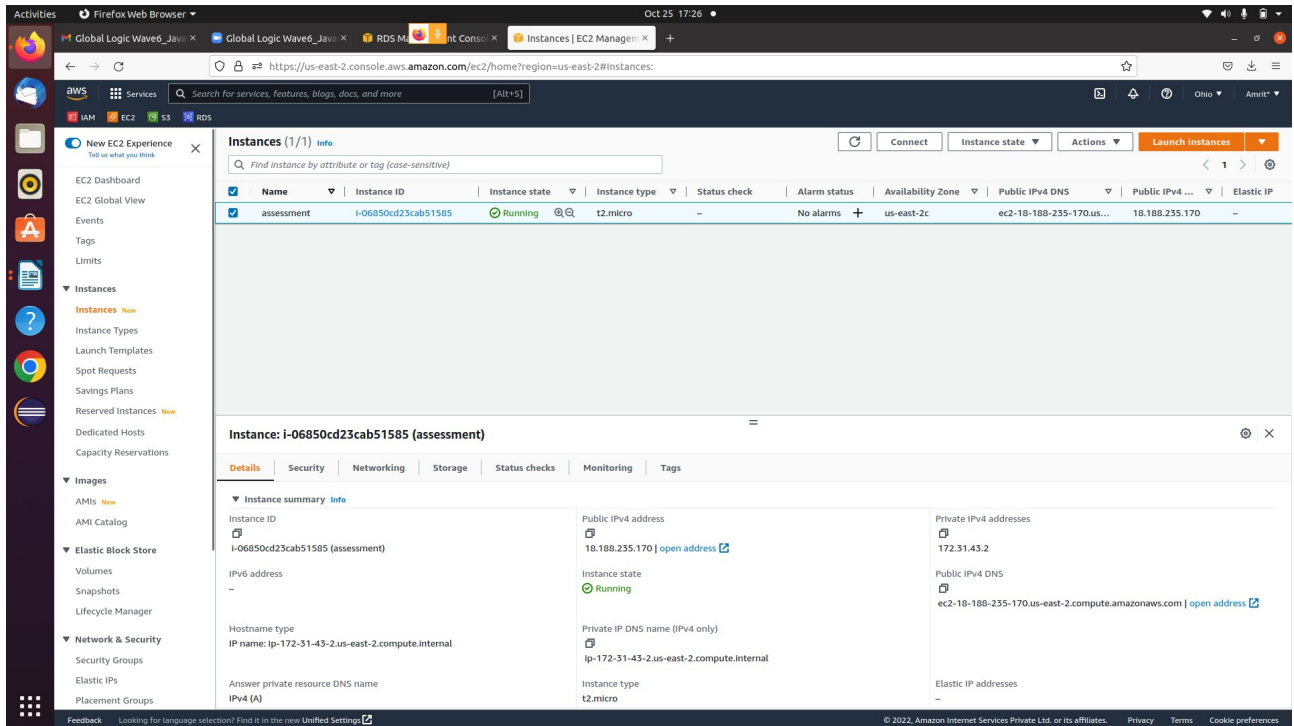 Activities Firefox Web Browser Oct 25 17:26
Global Logic Wave6_Java Global Logic Wave6_Java RDS Ma nt Consol Instances | EC2 Managem
https://us-east-2.console.aws.amazon.com/ec2/home?region=us-east-2#Instances:
aws Services Search for services, features, blogs, docs, and more [Alt+S] Ohio Amrit*
IAM EC2 S3 RDS
New EC2 Experience
Tell us what you think
EC2 Dashboard
EC2 Global View
Events
Tags
Limits
Instances
Instances New
Instance Types
Launch Templates
Spot Requests
Savings Plans
Reserved Instances New
Dedicated Hosts
Capacity Reservations
Images
AMIs New
AMI Catalog
Elastic Block Store
Volumes
Snapshots
Lifecycle Manager
Network & Security
Security Groups
Elastic IPs
Placement Groups
Instances (1/1) Info Connect Instance state Actions Launch instances
Find instance by attribute or tag (case-sensitive) 1
Name Instance ID Instance state Instance type Status check Alarm status Availability Zone Public IPv4 DNS Public IPv4 ... Elastic IP
assessment i-06850cd23cab51585 Running t2.micro – No alarms + us-east-2c ec2-18-188-235-170.us... 18.188.235.170 –
Instance: i-06850cd23cab51585 (assessment)
Details Security Networking Storage Status checks Monitoring Tags
Instance summary Info
Instance ID Public IPv4 address Private IPv4 addresses
i-06850cd23cab51585 (assessment) 18.188.235.170 | open address 172.31.43.2
IPv6 address Instance state Public IPv4 DNS
– Running ec2-18-188-235-170.us-east-2.compute.amazonaws.com | open address
Hostname type Private IP DNS name (IPv4 only)
IP name: ip-172-31-43-2.us-east-2.compute.internal ip-172-31-43-2.us-east-2.compute.internal
Answer private resource DNS name Instance type Elastic IP addresses
IPv4 (A) t2.micro –
Feedback Looking for language selection? Find it in the new Unified Settings © 2022, Amazon Internet Services Private Ltd. or its affiliates. Privacy Terms Cookie preferences